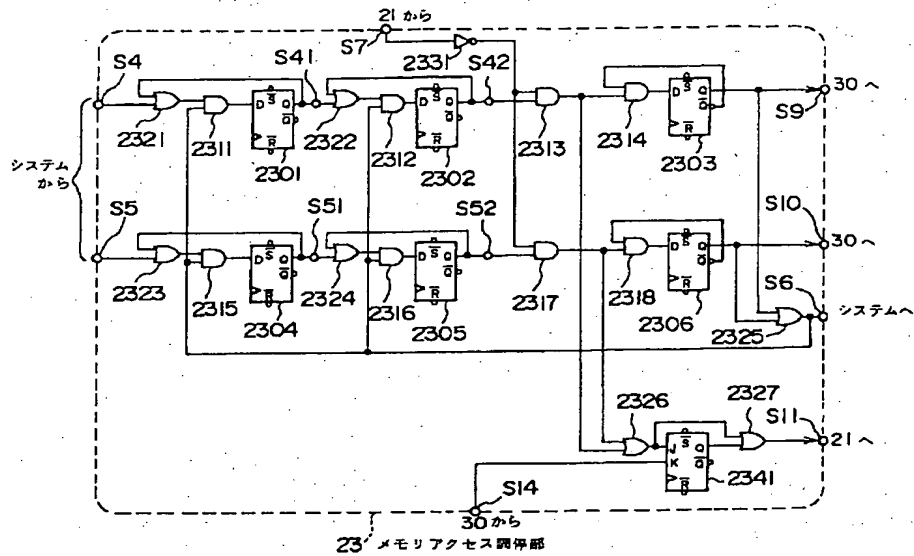 21 から
S7
2331
S4
S41
S42
30 へ
S9
2321
2311
D S Q
Q
R
2301
2322
2312
D S Q
Q
R
2302
2313
2314
D S Q
Q
R
2303
システム
から
S5
S51
S52
S10
30 へ
S6
システムへ
2323
2315
D S Q
Q
R
2304
2324
2316
D S Q
Q
R
2305
2317
2318
D S Q
Q
R
2306
2325
2326
2327
S11
21 へ
J S Q
K Q
R
2341
S14
30 から
23 メモリアクセス調停部